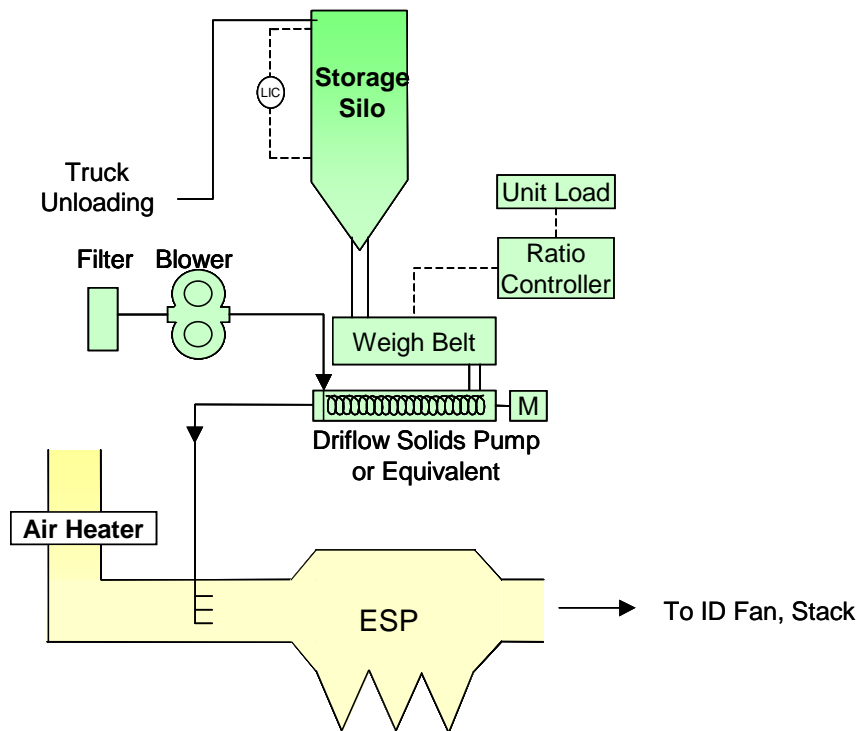 Storage
Silo
LIC
Truck
Unloading
Unit Load
Ratio
Controller
Filter
Blower
Weigh Belt
M
Driflow Solids Pump
or Equivalent
Air Heater
ESP
To ID Fan, Stack